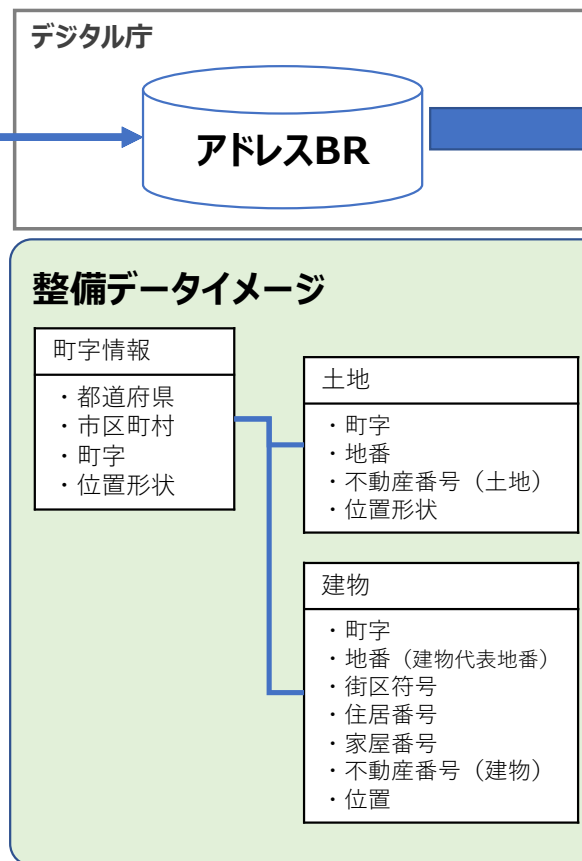 デジタル庁
アドレスBR
整備データイメージ
町字情報
・都道府県
・市区町村
・町字
・位置形状
土地
・町字
・地番
・不動産番号（土地）
・位置形状
建物
・町字
・地番（建物代表地番）
・街区符号
・住居番号
・家屋番号
・不動産番号（建物）
・位置